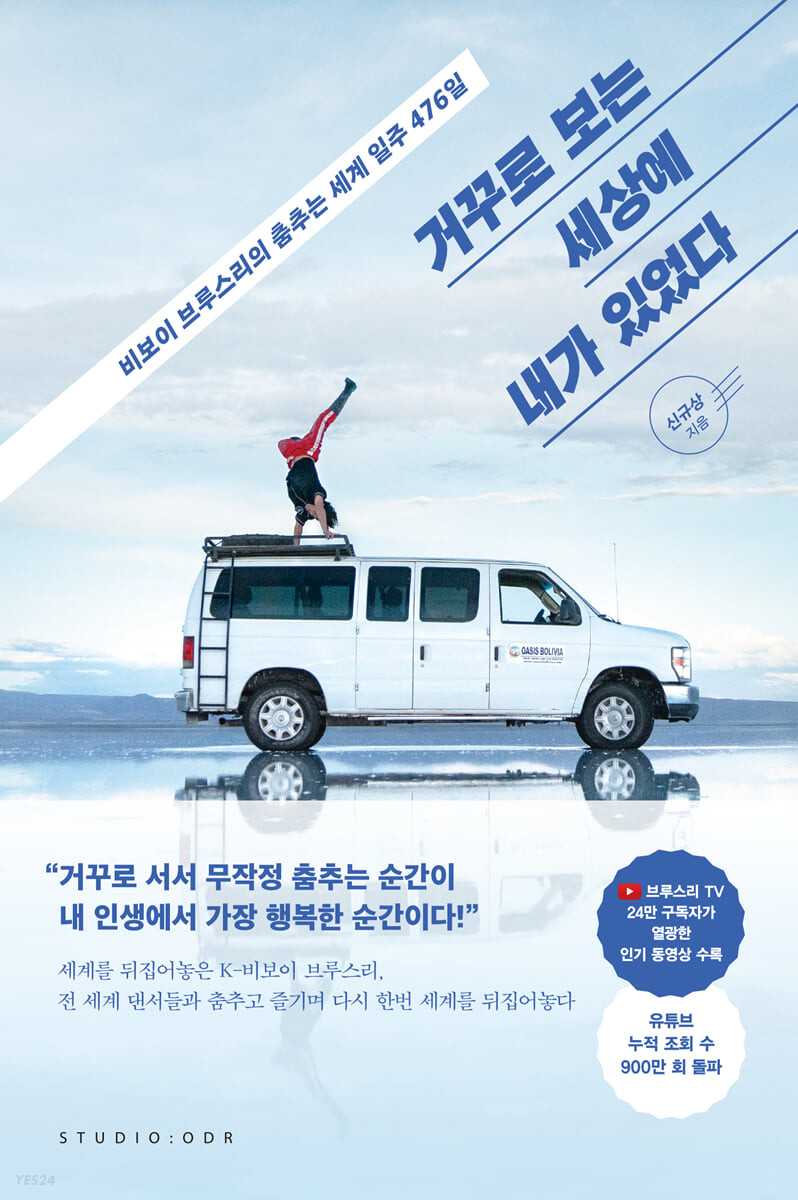 비보이 브루스리의 춤추는 세계 일주 476일
거꾸로 보는
세상에
내가 있었다
신규상
지음
OASIS BOLIVIA
“거꾸로 서서 무작정 춤추는 순간이
내 인생에서 가장 행복한 순간이다!”
세계를 뒤집어놓은 K-비보이 브루스리,
전 세계 댄서들과 춤추고 즐기며 다시 한번 세계를 뒤집어놓다
브루스리 TV
24만 구독자가
열광한
인기 동영상 수록
유튜브
누적 조회 수
900만 회 돌파
STUDIO:ODR
YES24